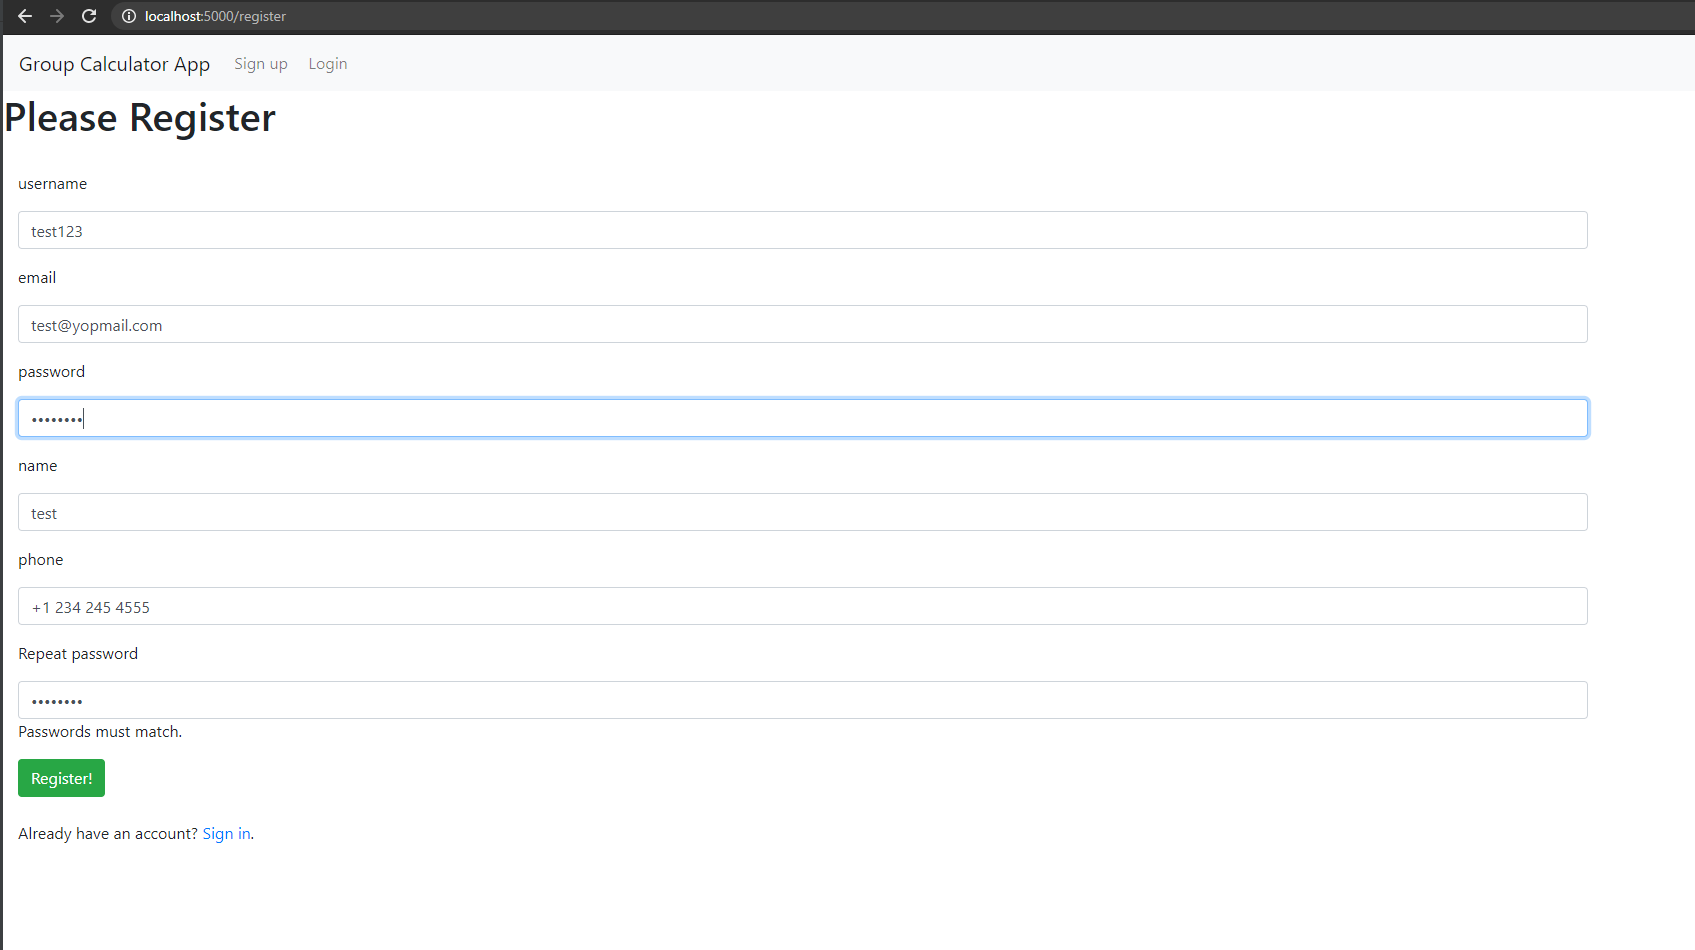 localhost:5000/register
Group Calculator App Sign up Login
Please Register
username
test123
email
test@yopmail.com
password
••••••••
name
test
phone
+1 234 245 4555
Repeat password
••••••••
Passwords must match.
Register!
Already have an account? Sign in.